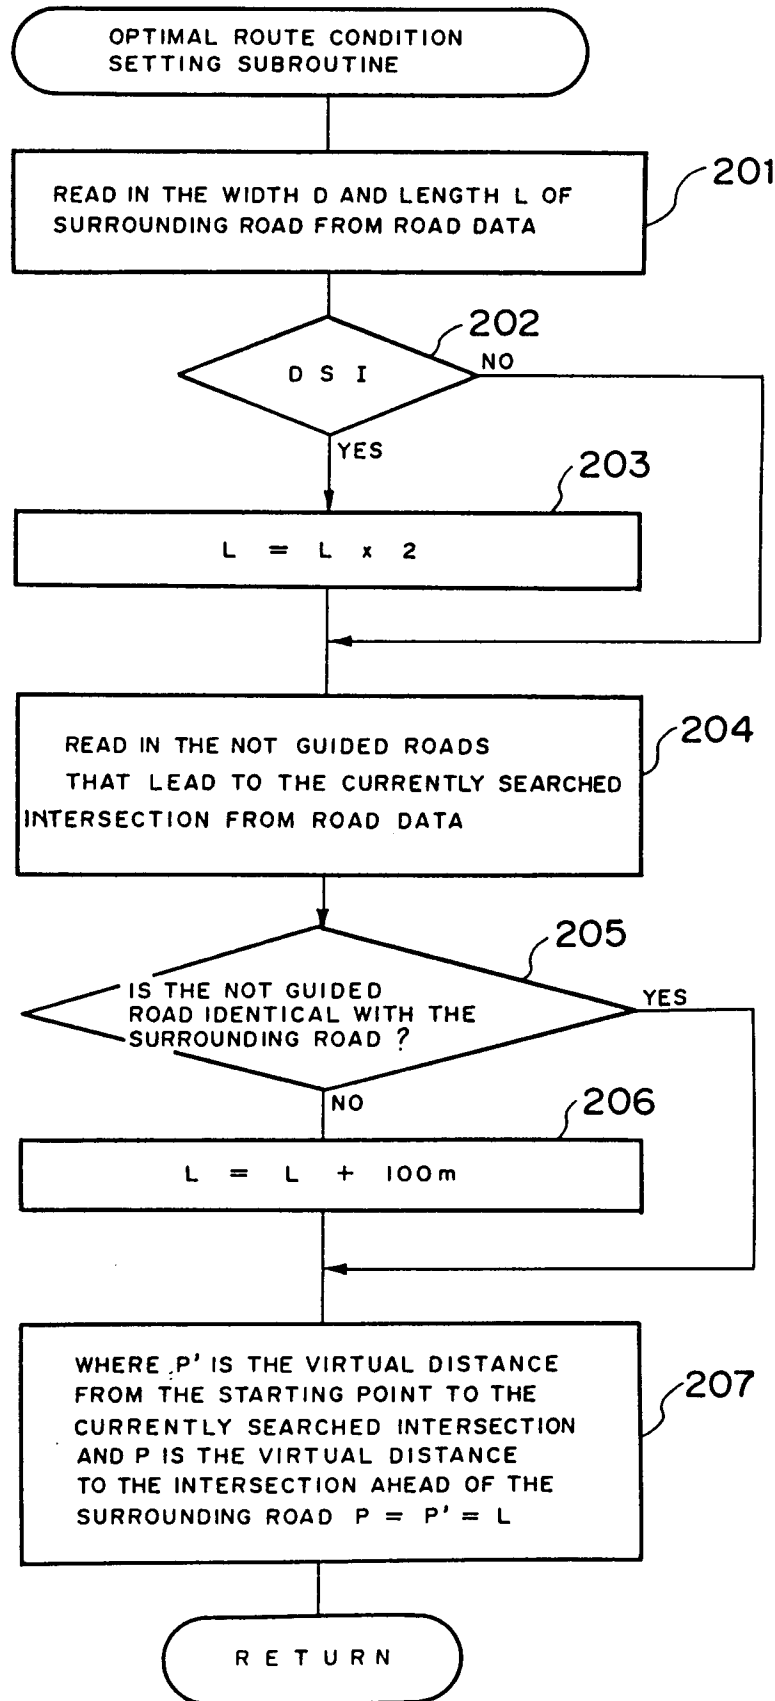 OPTIMAL ROUTE CONDITION
SETTING SUBROUTINE
201
READ IN THE WIDTH D AND LENGTH L OF
SURROUNDING ROAD FROM ROAD DATA
202
D S I
NO
YES
203
L = L x 2
204
READ IN THE NOT GUIDED ROADS
THAT LEAD TO THE CURRENTLY SEARCHED
INTERSECTION FROM ROAD DATA
205
IS THE NOT GUIDED
ROAD IDENTICAL WITH THE
SURROUNDING ROAD ?
YES
NO
206
L = L + 100m
207
WHERE P' IS THE VIRTUAL DISTANCE
FROM THE STARTING POINT TO THE
CURRENTLY SEARCHED INTERSECTION
AND P IS THE VIRTUAL DISTANCE
TO THE INTERSECTION AHEAD OF THE
SURROUNDING ROAD P = P' = L
RETURN